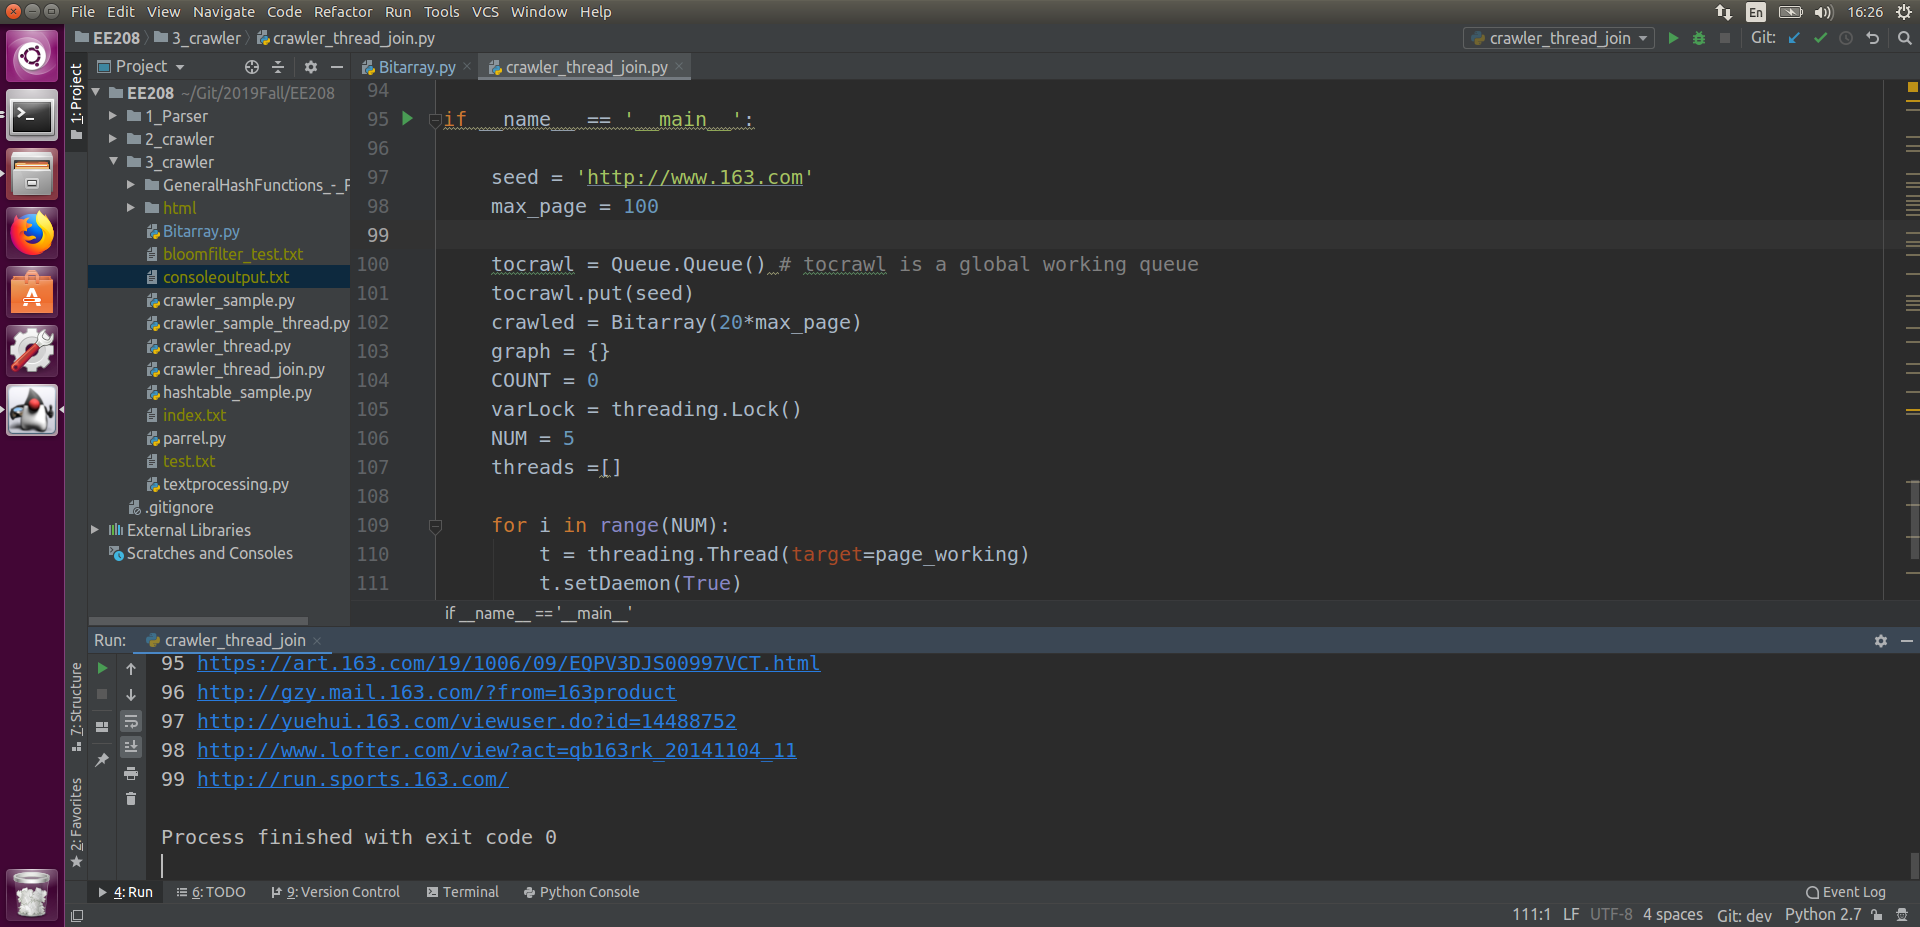 File Edit View Navigate Code Refactor Run Tools VCS Window Help
En 16:26
EE208 3_crawler crawler_thread_join.py
crawler_thread_join Git:
1: Project
Project
Bitarray.py crawler_thread_join.py
EE208 ~/Git/2019Fall/EE208
1_Parser
2_crawler
3_crawler
GeneralHashFunctions_-_P
html
Bitarray.py
bloomfilter_test.txt
consoleoutput.txt
crawler_sample.py
crawler_sample_thread.py
crawler_thread.py
crawler_thread_join.py
hashtable_sample.py
index.txt
parrel.py
test.txt
textprocessing.py
.gitignore
External Libraries
Scratches and Consoles
94
95 if __name__ == '__main__':
96
97 seed = 'http://www.163.com'
98 max_page = 100
99
100 tocrawl = Queue.Queue() # tocrawl is a global working queue
101 tocrawl.put(seed)
102 crawled = Bitarray(20*max_page)
103 graph = {}
104 COUNT = 0
105 varLock = threading.Lock()
106 NUM = 5
107 threads =[]
108
109 for i in range(NUM):
110 t = threading.Thread(target=page_working)
111 t.setDaemon(True)
if __name__ == '__main__'
Run: crawler_thread_join
7: Structure
2: Favorites
95 https://art.163.com/19/1006/09/EQPV3DJS00997VCT.html
96 http://gzy.mail.163.com/?from=163product
97 http://yuehui.163.com/viewuser.do?id=14488752
98 http://www.lofter.com/view?act=qb163rk_20141104_11
99 http://run.sports.163.com/
Process finished with exit code 0
4: Run 6: TODO 9: Version Control Terminal Python Console Event Log
111:1 LF UTF-8 4 spaces Git: dev Python 2.7